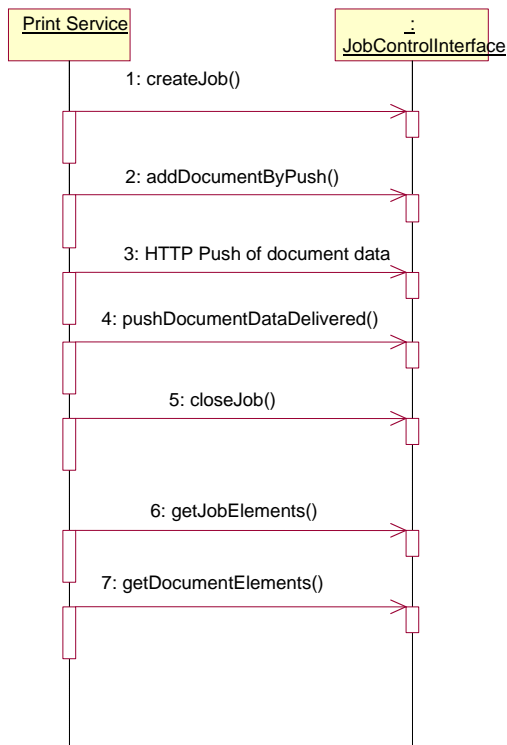 Print Service
:
JobControlInterface
1: createJob()
2: addDocumentByPush()
3: HTTP Push of document data
4: pushDocumentDataDelivered()
5: closeJob()
6: getJobElements()
7: getDocumentElements()